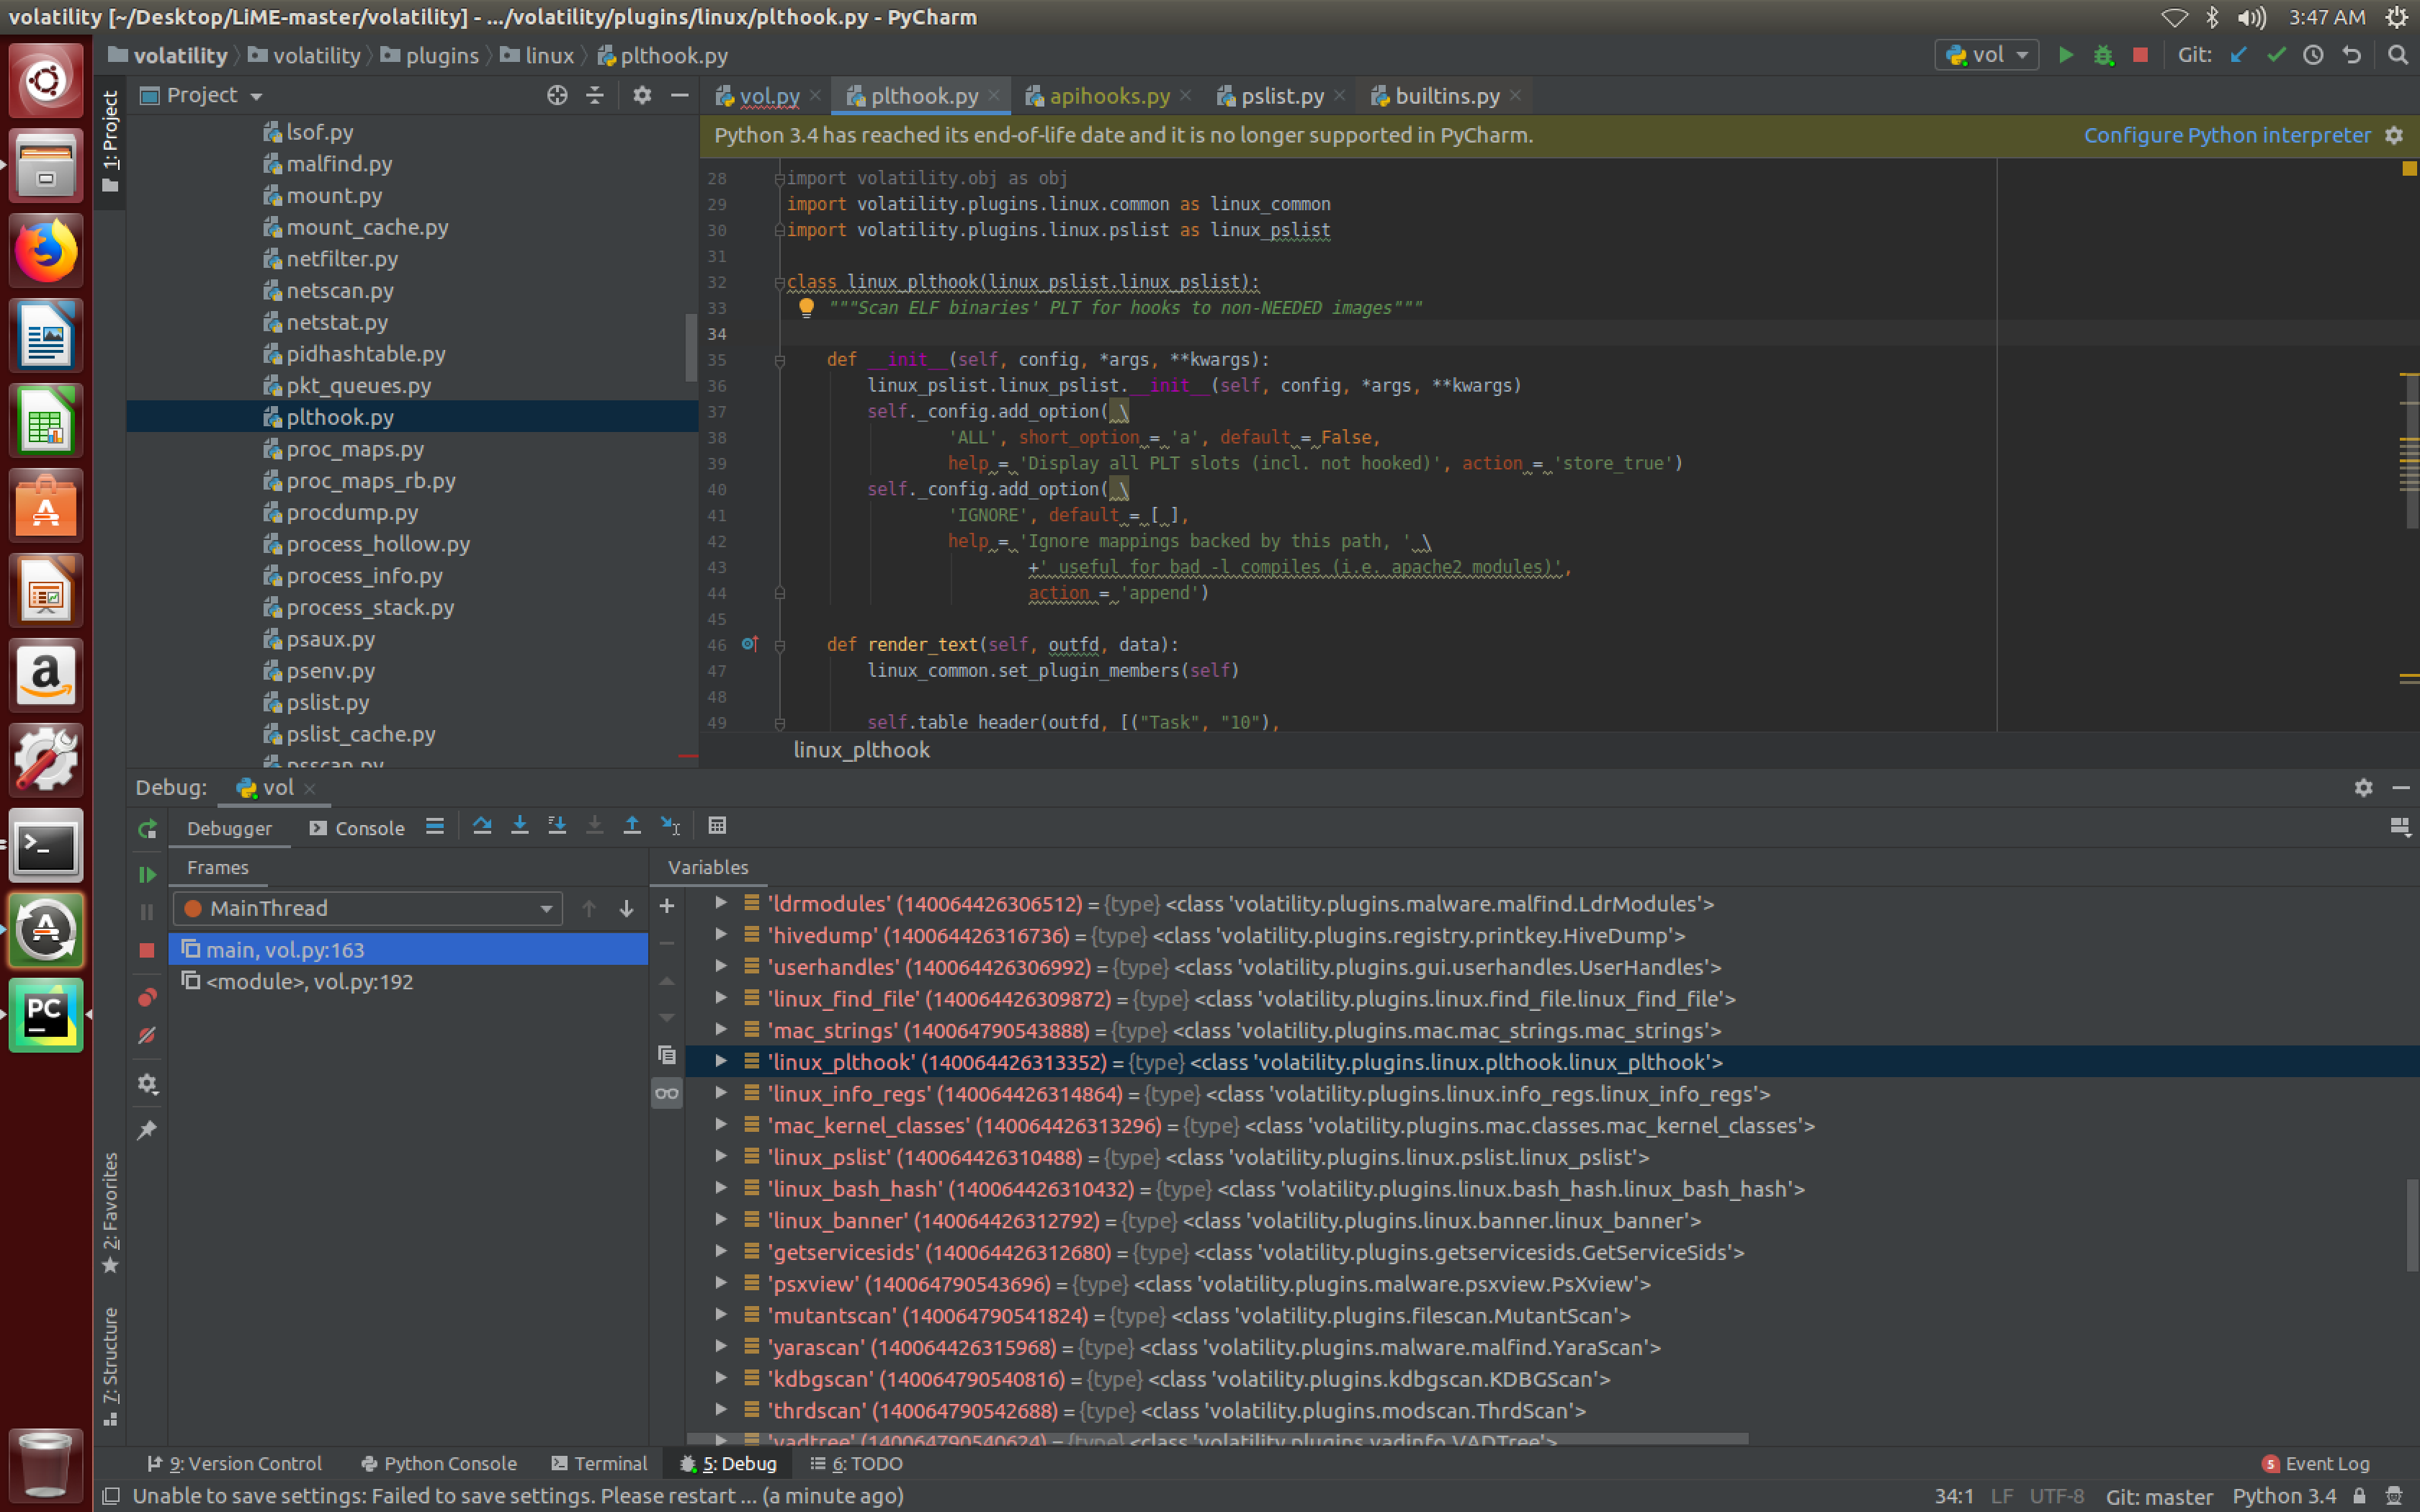 volatility [~/Desktop/LiME-master/volatility] - .../volatility/plugins/linux/plthook.py - PyCharm
3:47 AM
volatility volatility plugins linux plthook.py
vol Git:
1: Project
Project
vol.py plthook.py apihooks.py pslist.py builtins.py
Python 3.4 has reached its end-of-life date and it is no longer supported in PyCharm. Configure Python interpreter
lsof.py
malfind.py
mount.py
mount_cache.py
netfilter.py
netscan.py
netstat.py
pidhashtable.py
pkt_queues.py
plthook.py
proc_maps.py
proc_maps_rb.py
procdump.py
process_hollow.py
process_info.py
process_stack.py
psaux.py
psenv.py
pslist.py
pslist_cache.py
psscan.py
28 import volatility.obj as obj
29 import volatility.plugins.linux.common as linux_common
30 import volatility.plugins.linux.pslist as linux_pslist
31
32 class linux_plthook(linux_pslist.linux_pslist):
33 """Scan ELF binaries' PLT for hooks to non-NEEDED images"""
34
35 def __init__(self, config, *args, **kwargs):
36 linux_pslist.linux_pslist.__init__(self, config, *args, **kwargs)
37 self._config.add_option( \
38 'ALL', short_option = 'a', default = False,
39 help = 'Display all PLT slots (incl. not hooked)', action = 'store_true')
40 self._config.add_option( \
41 'IGNORE', default = [ ],
42 help = 'Ignore mappings backed by this path, ' \
43 +' useful for bad -l compiles (i.e. apache2 modules)',
44 action = 'append')
45
46 def render_text(self, outfd, data):
47 linux_common.set_plugin_members(self)
48
49 self.table_header(outfd, [("Task", "10"),
linux_plthook
Debug: vol
Debugger Console
Frames
MainThread
main, vol.py:163
<module>, vol.py:192
Variables
'ldrmodules' (140064426306512) = {type} <class 'volatility.plugins.malware.malfind.LdrModules'>
'hivedump' (140064426316736) = {type} <class 'volatility.plugins.registry.printkey.HiveDump'>
'userhandles' (140064426306992) = {type} <class 'volatility.plugins.gui.userhandles.UserHandles'>
'linux_find_file' (140064426309872) = {type} <class 'volatility.plugins.linux.find_file.linux_find_file'>
'mac_strings' (140064790543888) = {type} <class 'volatility.plugins.mac.mac_strings.mac_strings'>
'linux_plthook' (140064426313352) = {type} <class 'volatility.plugins.linux.plthook.linux_plthook'>
'linux_info_regs' (140064426314864) = {type} <class 'volatility.plugins.linux.info_regs.linux_info_regs'>
'mac_kernel_classes' (140064426313296) = {type} <class 'volatility.plugins.mac.classes.mac_kernel_classes'>
'linux_pslist' (140064426310488) = {type} <class 'volatility.plugins.linux.pslist.linux_pslist'>
'linux_bash_hash' (140064426310432) = {type} <class 'volatility.plugins.linux.bash_hash.linux_bash_hash'>
'linux_banner' (140064426312792) = {type} <class 'volatility.plugins.linux.banner.linux_banner'>
'getservicesids' (140064426312680) = {type} <class 'volatility.plugins.getservicesids.GetServiceSids'>
'psxview' (140064790543696) = {type} <class 'volatility.plugins.malware.psxview.PsXview'>
'mutantscan' (140064790541824) = {type} <class 'volatility.plugins.filescan.MutantScan'>
'yarascan' (140064426315968) = {type} <class 'volatility.plugins.malware.malfind.YaraScan'>
'kdbgscan' (140064790540816) = {type} <class 'volatility.plugins.kdbgscan.KDBGScan'>
'thrdscan' (140064790542688) = {type} <class 'volatility.plugins.modscan.ThrdScan'>
'vadtree' (140064790540624) = {type} <class 'volatility.plugins.vadinfo.VADTree'>
2: Favorites
7: Structure
PC
9: Version Control Python Console Terminal 5: Debug 6: TODO 5 Event Log
Unable to save settings: Failed to save settings. Please restart ... (a minute ago) 34:1 LF UTF-8 Git: master Python 3.4